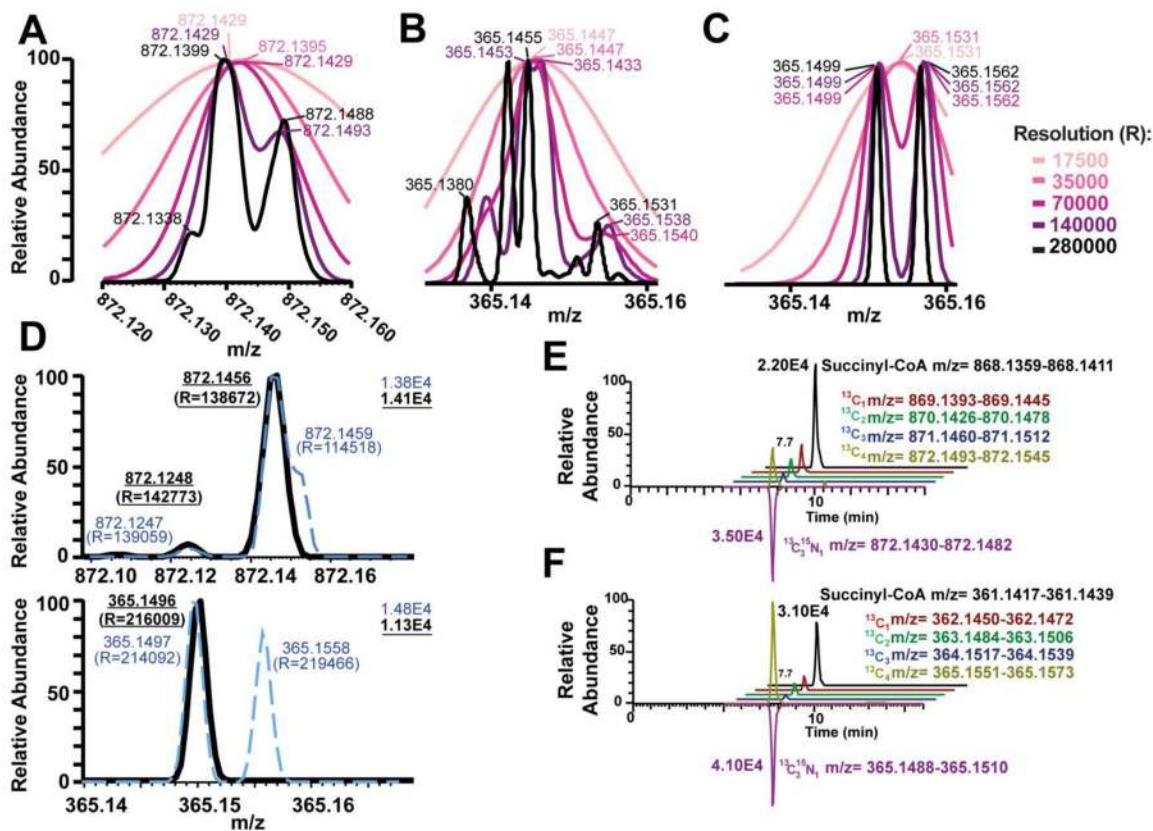 A
872.1429
872.1429
872.1399
872.1395
872.1429
872.1488
872.1493
872.1338
Relative Abundance
100
50
0
872.120
872.130
872.140
872.150
872.160
m/z
B
365.1455
365.1453
365.1447
365.1447
365.1433
365.1380
365.1531
365.1538
365.1540
365.14
365.16
m/z
C
365.1531
365.1531
365.1499
365.1499
365.1499
365.1562
365.1562
365.1562
365.14
365.16
m/z
Resolution (R):
17500
35000
70000
140000
280000
D
Relative Abundance
100
50
0
872.1456
(R=138672)
1.38E4
1.41E4
872.1459
(R=114518)
872.1248
(R=142773)
872.1247
(R=139059)
872.10
872.12
872.14
872.16
Relative Abundance
100
50
0
365.1496
(R=216009)
365.1497
(R=214092)
1.48E4
1.13E4
365.1558
(R=219466)
365.14
365.15
365.16
m/z
E
Relative
Abundance
100
50
0
2.20E4
Succinyl-CoA m/z= 868.1359-868.1411
¹³C₁m/z= 869.1393-869.1445
¹³C₂m/z= 870.1426-870.1478
¹³C₃m/z= 871.1460-871.1512
¹³C₄m/z= 872.1493-872.1545
7.7
0
10
Time (min)
3.50E4
¹³C₃¹⁵N₁ m/z= 872.1430-872.1482
F
Relative
Abundance
100
50
0
3.10E4
Succinyl-CoA m/z= 361.1417-361.1439
¹³C₁m/z= 362.1450-362.1472
¹³C₂m/z= 363.1484-363.1506
¹³C₃m/z= 364.1517-364.1539
¹³C₄m/z= 365.1551-365.1573
7.7
0
10
Time (min)
4.10E4
¹³C₃¹⁵N₁ m/z= 365.1488-365.1510